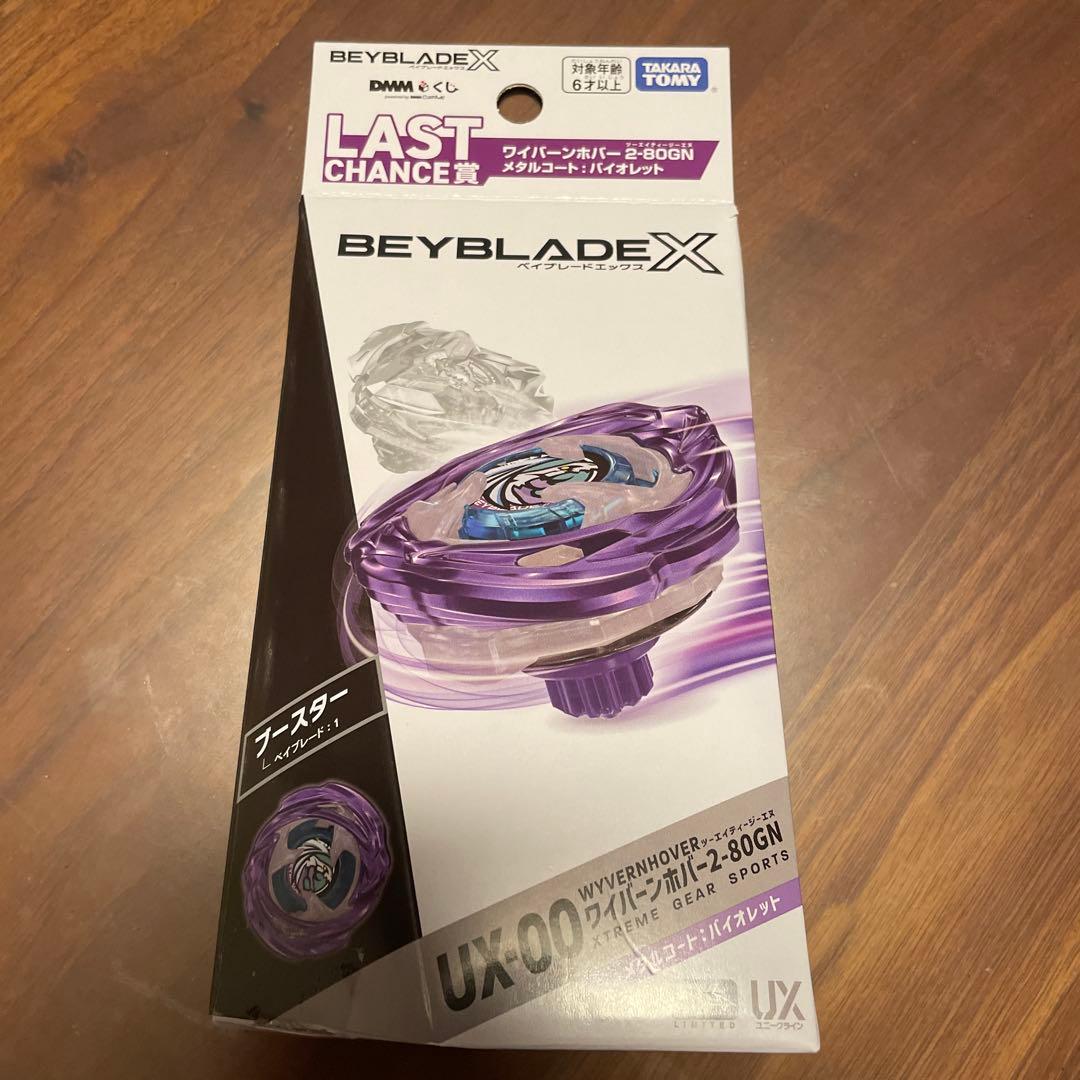 BEYBLADE X
ベイブレードエックス
DMM くじ
対象年齢
6才以上
TAKARA
TOMY
LAST
CHANCE賞
ツーエイティージーエヌ
ワイバーンホバー 2-80GN
メタルコート:バイオレット
BEYBLADE X
ベイブレードエックス
ブースター
ベイブレード:1
UX-00
WYVERNHOVER
ツーエイティージーエヌ
ワイバーンホバー2-80GN
XTREME GEAR SPORTS
メタルコート:バイオレット
LIMITED
UX
ユニークライン